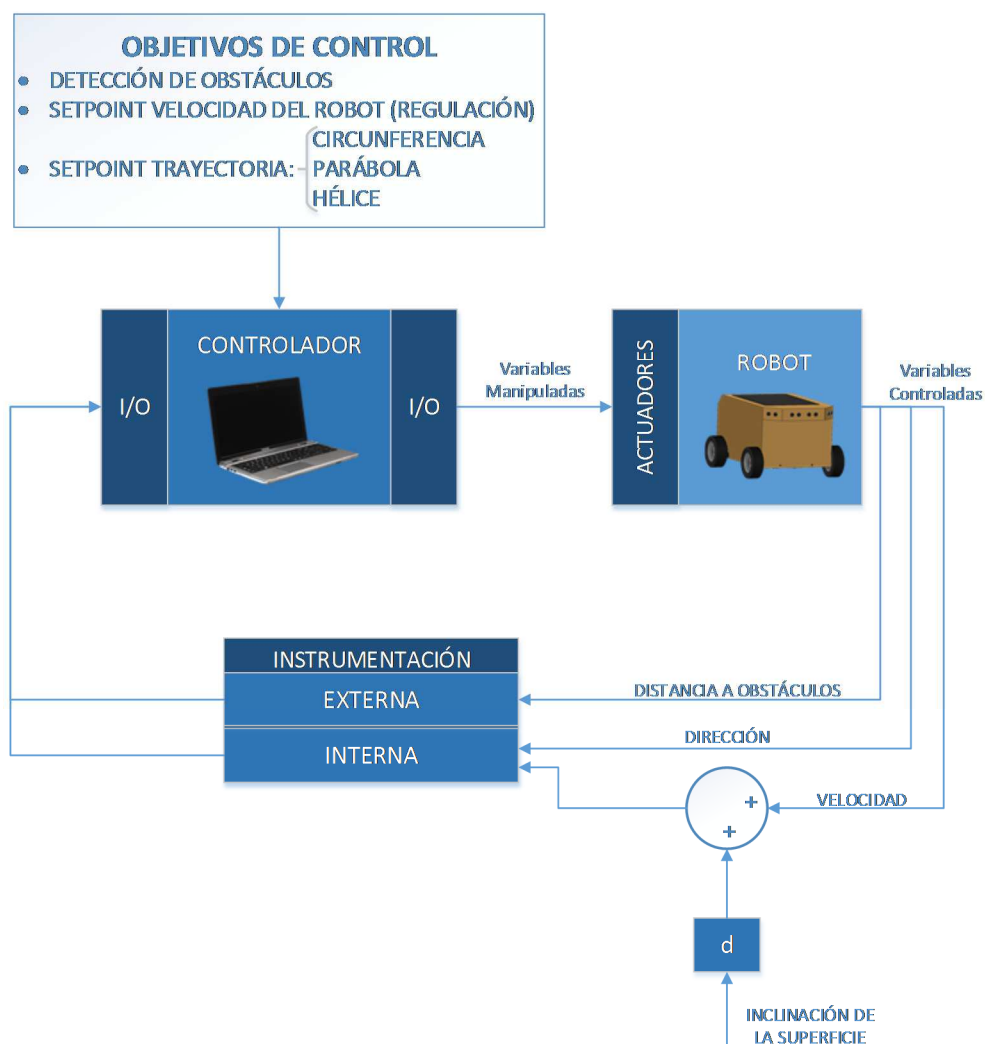 OBJETIVOS DE CONTROL
• DETECCIÓN DE OBSTÁCULOS
• SETPOINT VELOCIDAD DEL ROBOT (REGULACIÓN)
CIRCUNFERENCIA
• SETPOINT TRAYECTORIA: PARÁBOLA
HÉLICE
I/O
CONTROLADOR
I/O
Variables
Manipuladas
ACTUADORES
ROBOT
Variables
Controladas
INSTRUMENTACIÓN
EXTERNA
INTERNA
DISTANCIA A OBSTÁCULOS
DIRECCIÓN
VELOCIDAD
+
+
d
INCLINACIÓN DE
LA SUPERFICIE